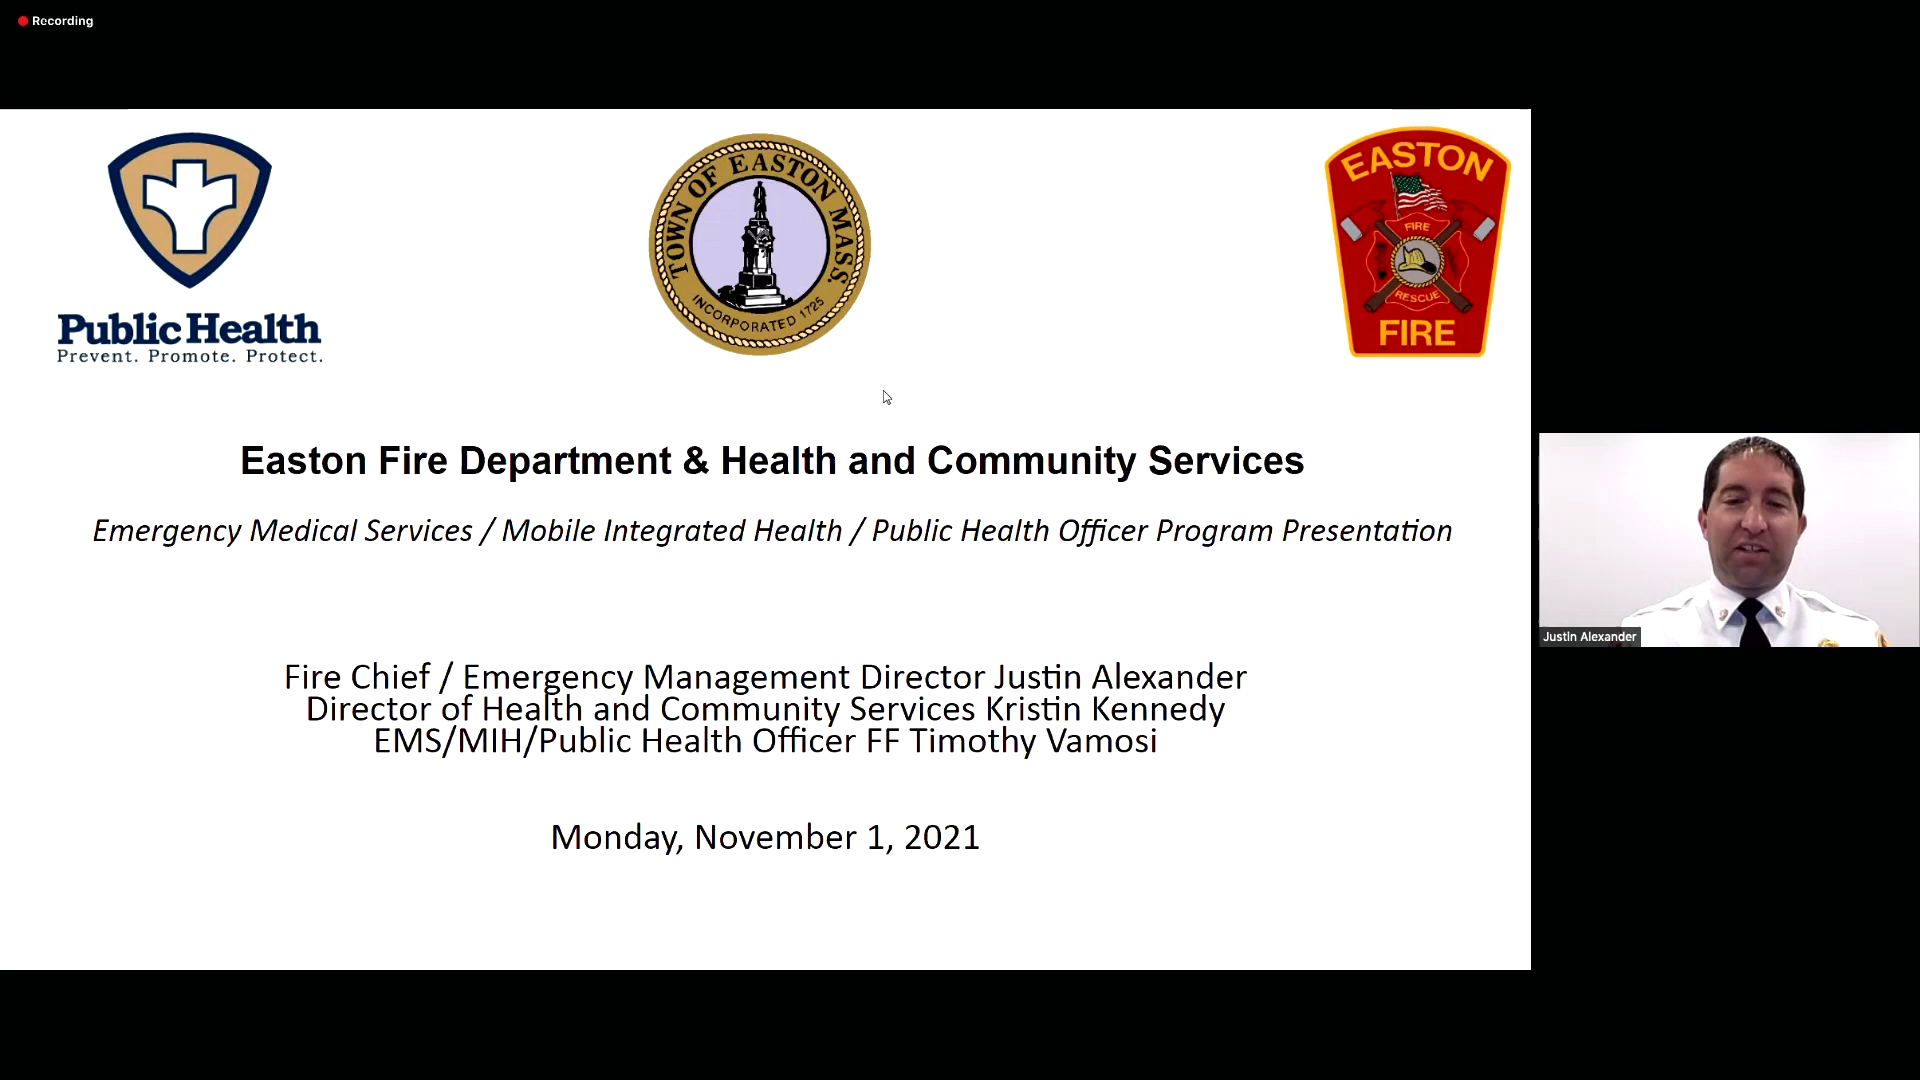 Recording
Public Health
Prevent. Promote. Protect.
TOWN OF EASTON MASS.
INCORPORATED 1725
EASTON
FIRE
RESCUE
FIRE
Easton Fire Department & Health and Community Services
Emergency Medical Services / Mobile Integrated Health / Public Health Officer Program Presentation
Fire Chief / Emergency Management Director Justin Alexander
Director of Health and Community Services Kristin Kennedy
EMS/MIH/Public Health Officer FF Timothy Vamosi
Monday, November 1, 2021
Justin Alexander